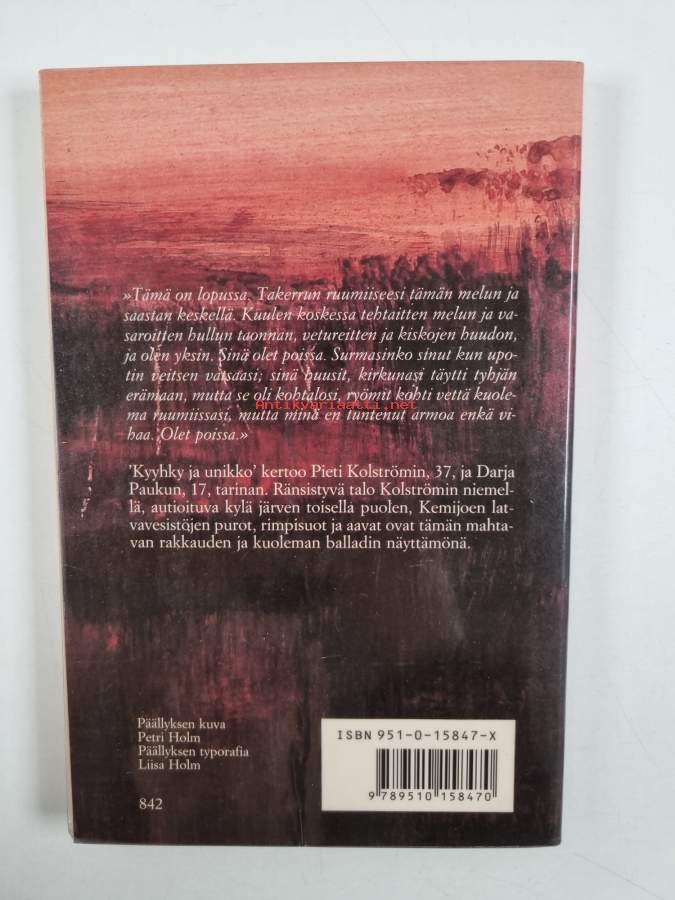 »Tämä on lopussa. Takerrun ruumiiseesi tämän melun ja
saastan keskellä. Kuulen koskessa tehtaitten melun ja va-
saroitten hullun taonnan, vetureitten ja kiskojen huudon,
ja olen yksin. Sinä olet poissa. Surmasinko sinut kun upo-
tin veitsen vatsaasi; sinä huusit, kirkunasi täytti tyhjän
erämaan, mutta se oli kohtalosi, ryömit kohti vettä kuole-
ma ruumiissasi, mutta minä en tuntenut armoa enkä vi-
haa. Olet poissa.»
Antikvariaatti.net
'Kyyhky ja unikko' kertoo Pieti Kolströmin, 37, ja Darja
Paukun, 17, tarinan. Ränsistyvä talo Kolströmin niemel-
lä, autioituva kylä järven toisella puolen, Kemijoen lat-
vavesistöjen purot, rimpisuot ja aavat ovat tämän mahta-
van rakkauden ja kuoleman balladin näyttämönä.
Päällyksen kuva
Petri Holm
Päällyksen typorafia
Liisa Holm
842
ISBN 951-0-15847-X
9 789510 158470